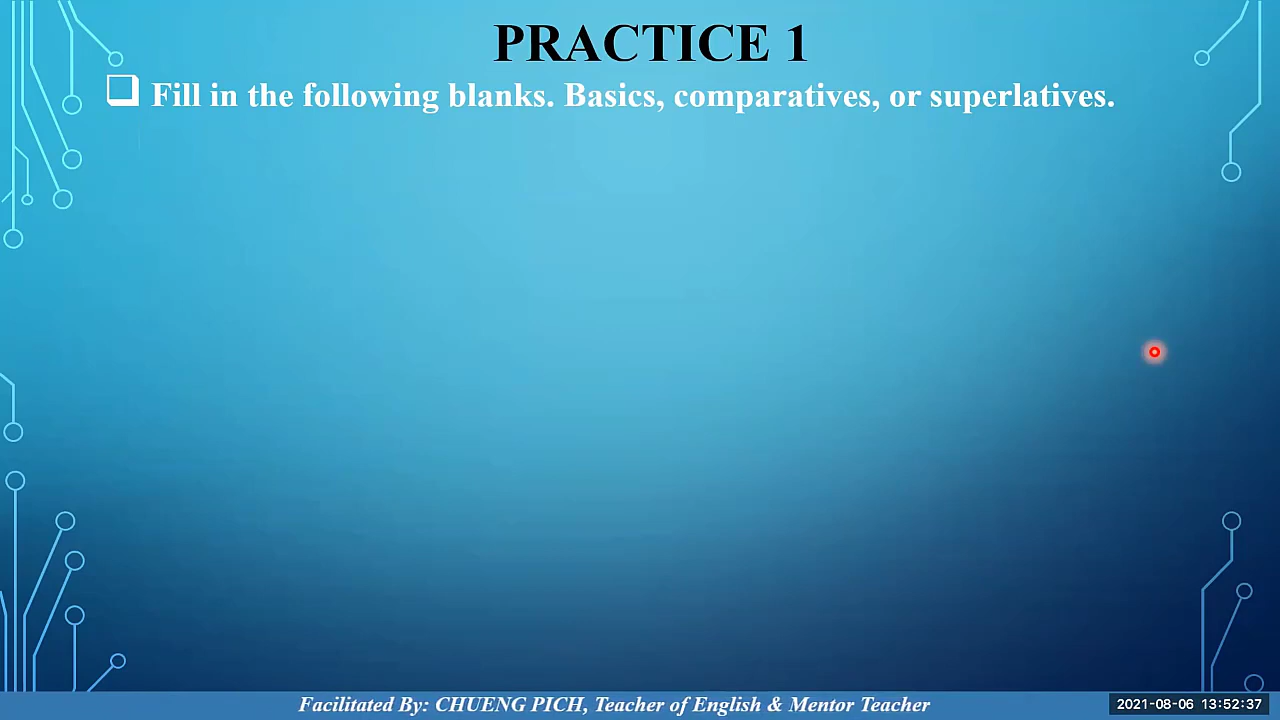 PRACTICE 1
Fill in the following blanks. Basics, comparatives, or superlatives.
Facilitated By: CHUENG PICH, Teacher of English & Mentor Teacher
2021-08-06 13:52:37